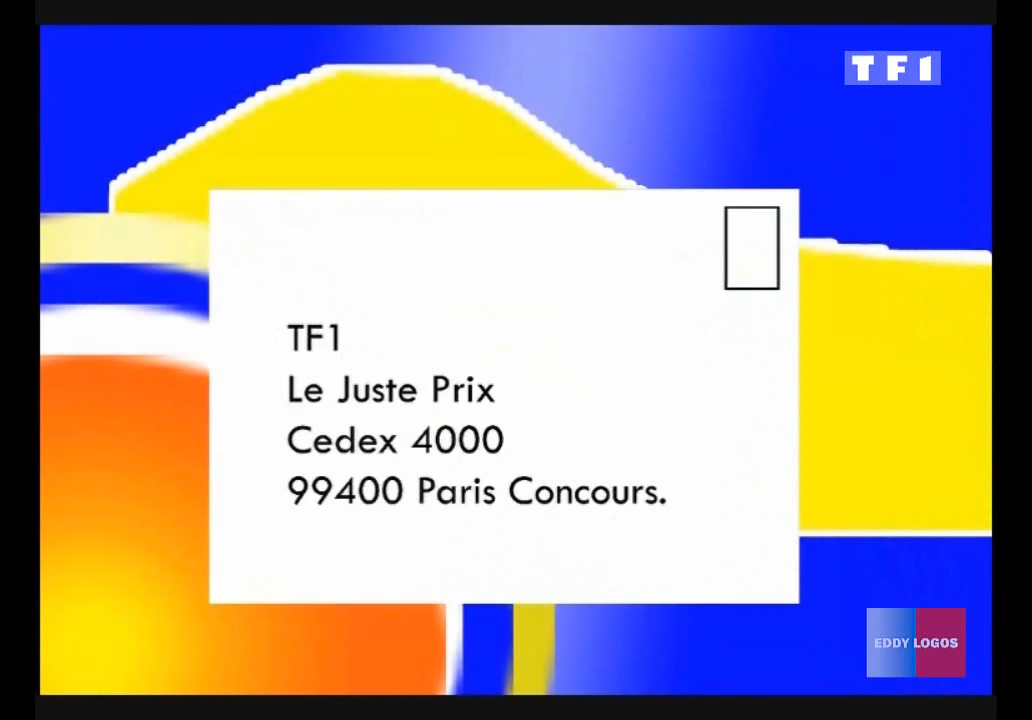 TF1
TF1
Le Juste Prix
Cedex 4000
99400 Paris Concours.
EDDY LOGOS